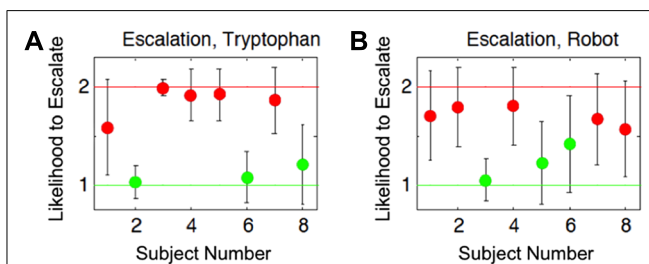 A
Escalation, Tryptophan
Likelihood to Escalate
2
1
2 4 6 8
Subject Number
B
Escalation, Robot
Likelihood to Escalate
2
1
2 4 6 8
Subject Number